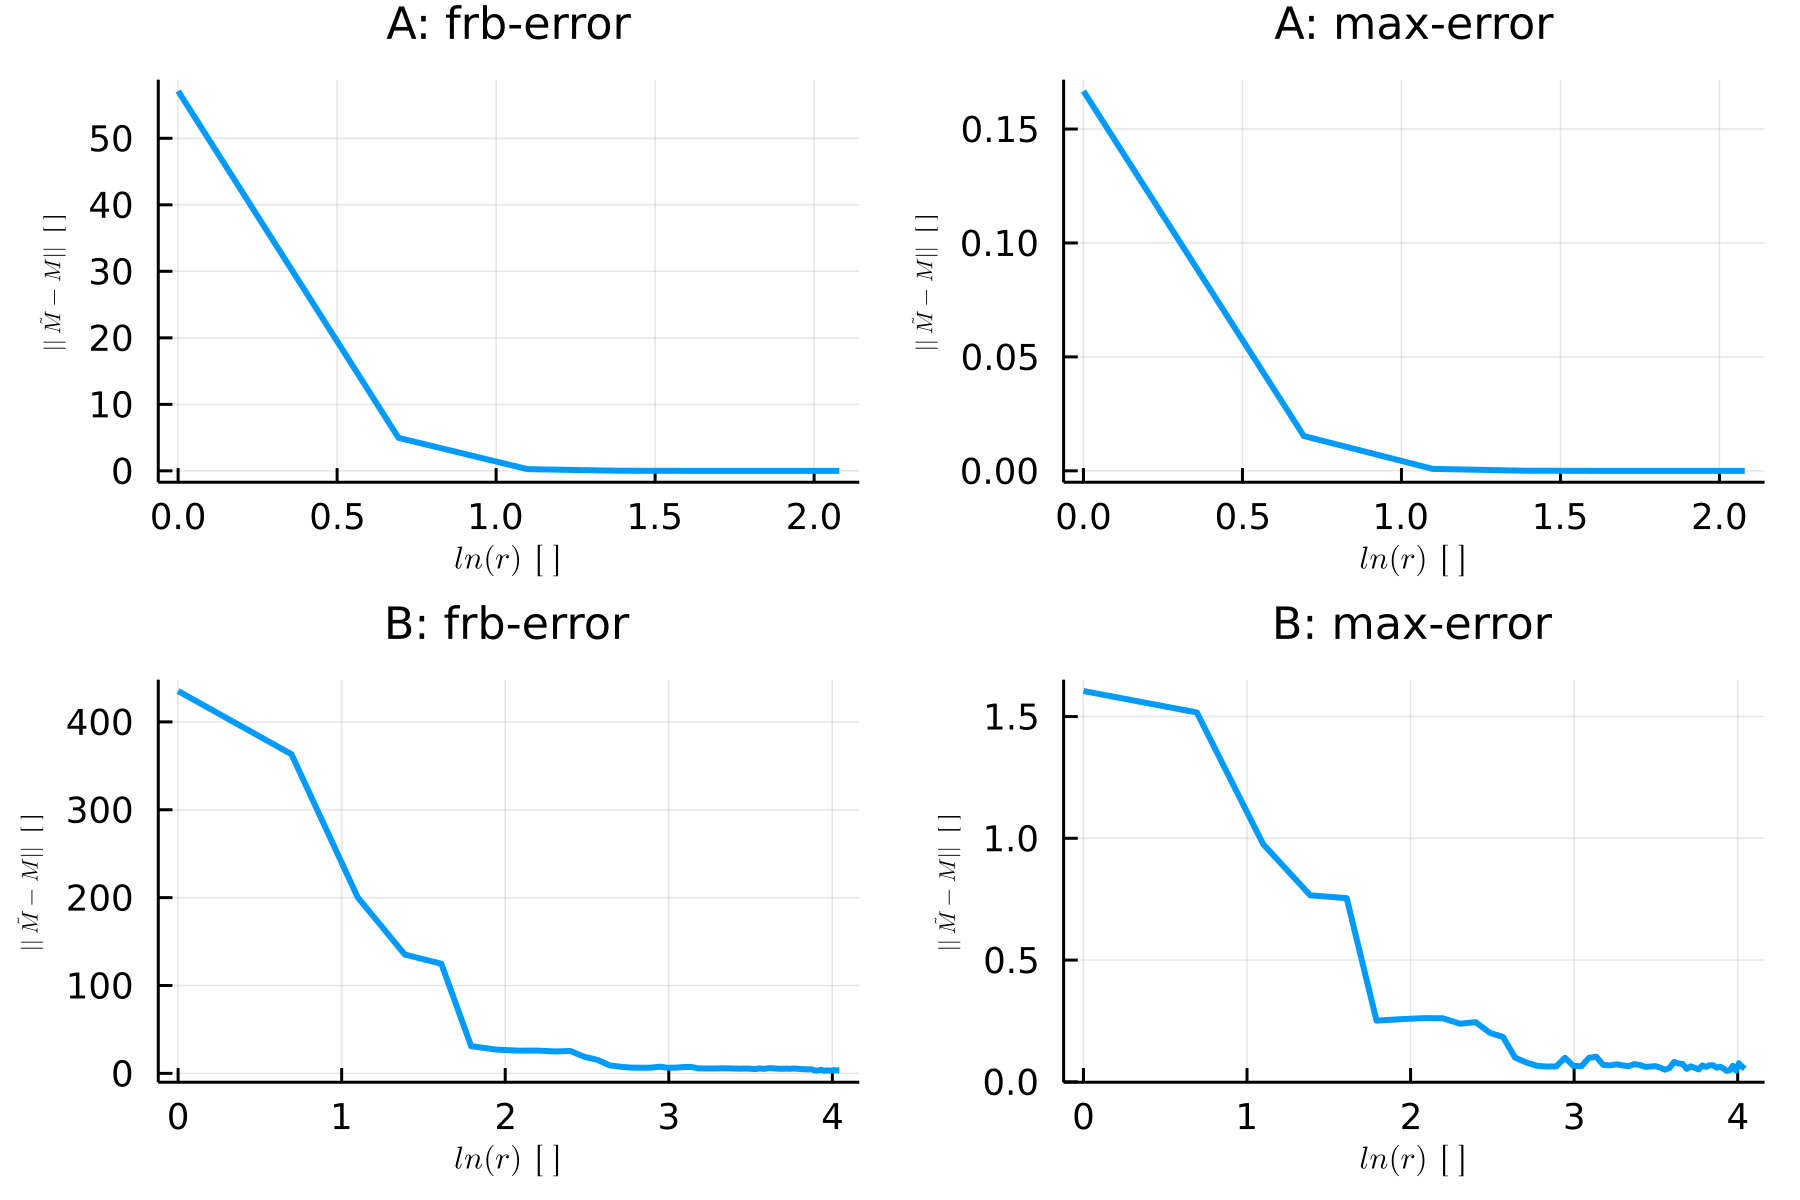 A: frb-error
|| M̃ − M || [ ]
50
40
30
20
10
0
0.0 0.5 1.0 1.5 2.0
ln(r) [ ]
A: max-error
|| M̃ − M || [ ]
0.15
0.10
0.05
0.00
0.0 0.5 1.0 1.5 2.0
ln(r) [ ]
B: frb-error
|| M̃ − M || [ ]
400
300
200
100
0
0 1 2 3 4
ln(r) [ ]
B: max-error
|| M̃ − M || [ ]
1.5
1.0
0.5
0.0
0 1 2 3 4
ln(r) [ ]